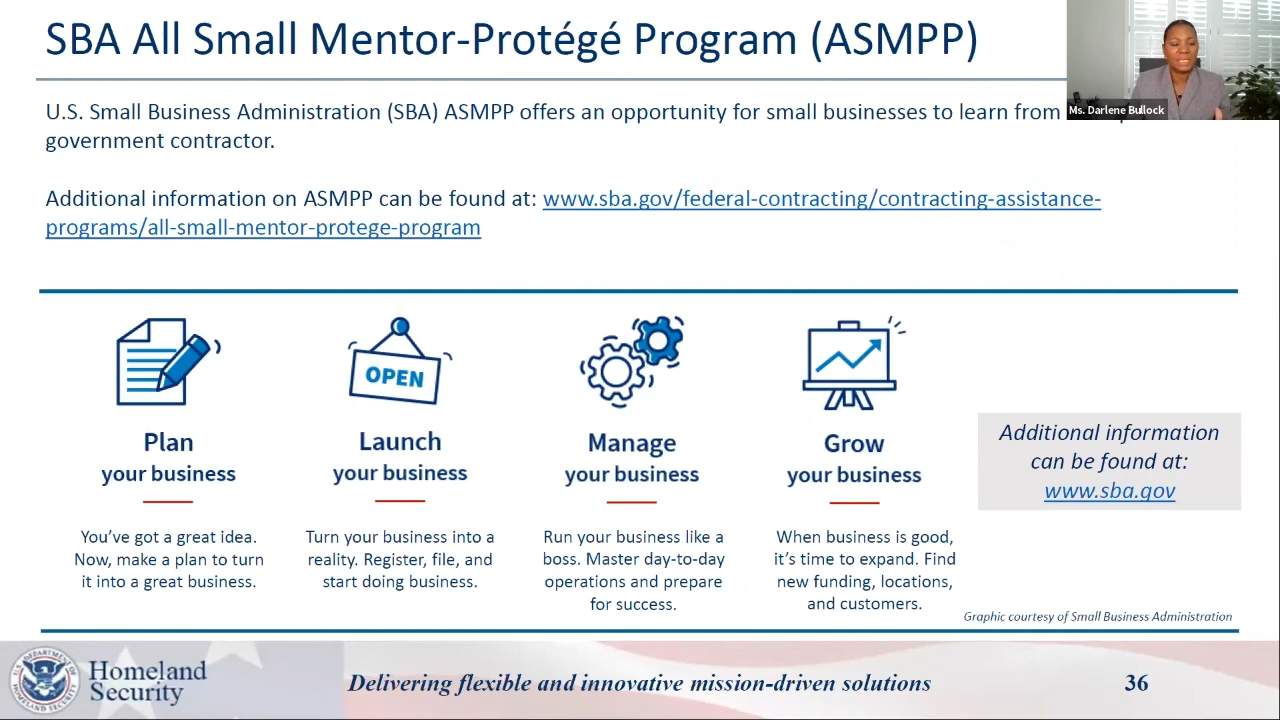 SBA All Small Mentor-Protégé Program (ASMPP)
Ms. Darlene Bullock
U.S. Small Business Administration (SBA) ASMPP offers an opportunity for small businesses to learn from
government contractor.
Additional information on ASMPP can be found at: www.sba.gov/federal-contracting/contracting-assistance-
programs/all-small-mentor-protege-program
OPEN
Plan
your business
You've got a great idea.
Now, make a plan to turn
it into a great business.
Launch
your business
Turn your business into a
reality. Register, file, and
start doing business.
Manage
your business
Run your business like a
boss. Master day-to-day
operations and prepare
for success.
Grow
your business
When business is good,
it's time to expand. Find
new funding, locations,
and customers.
Additional information
can be found at:
www.sba.gov
Graphic courtesy of Small Business Administration
Homeland
Security
Delivering flexible and innovative mission-driven solutions
36